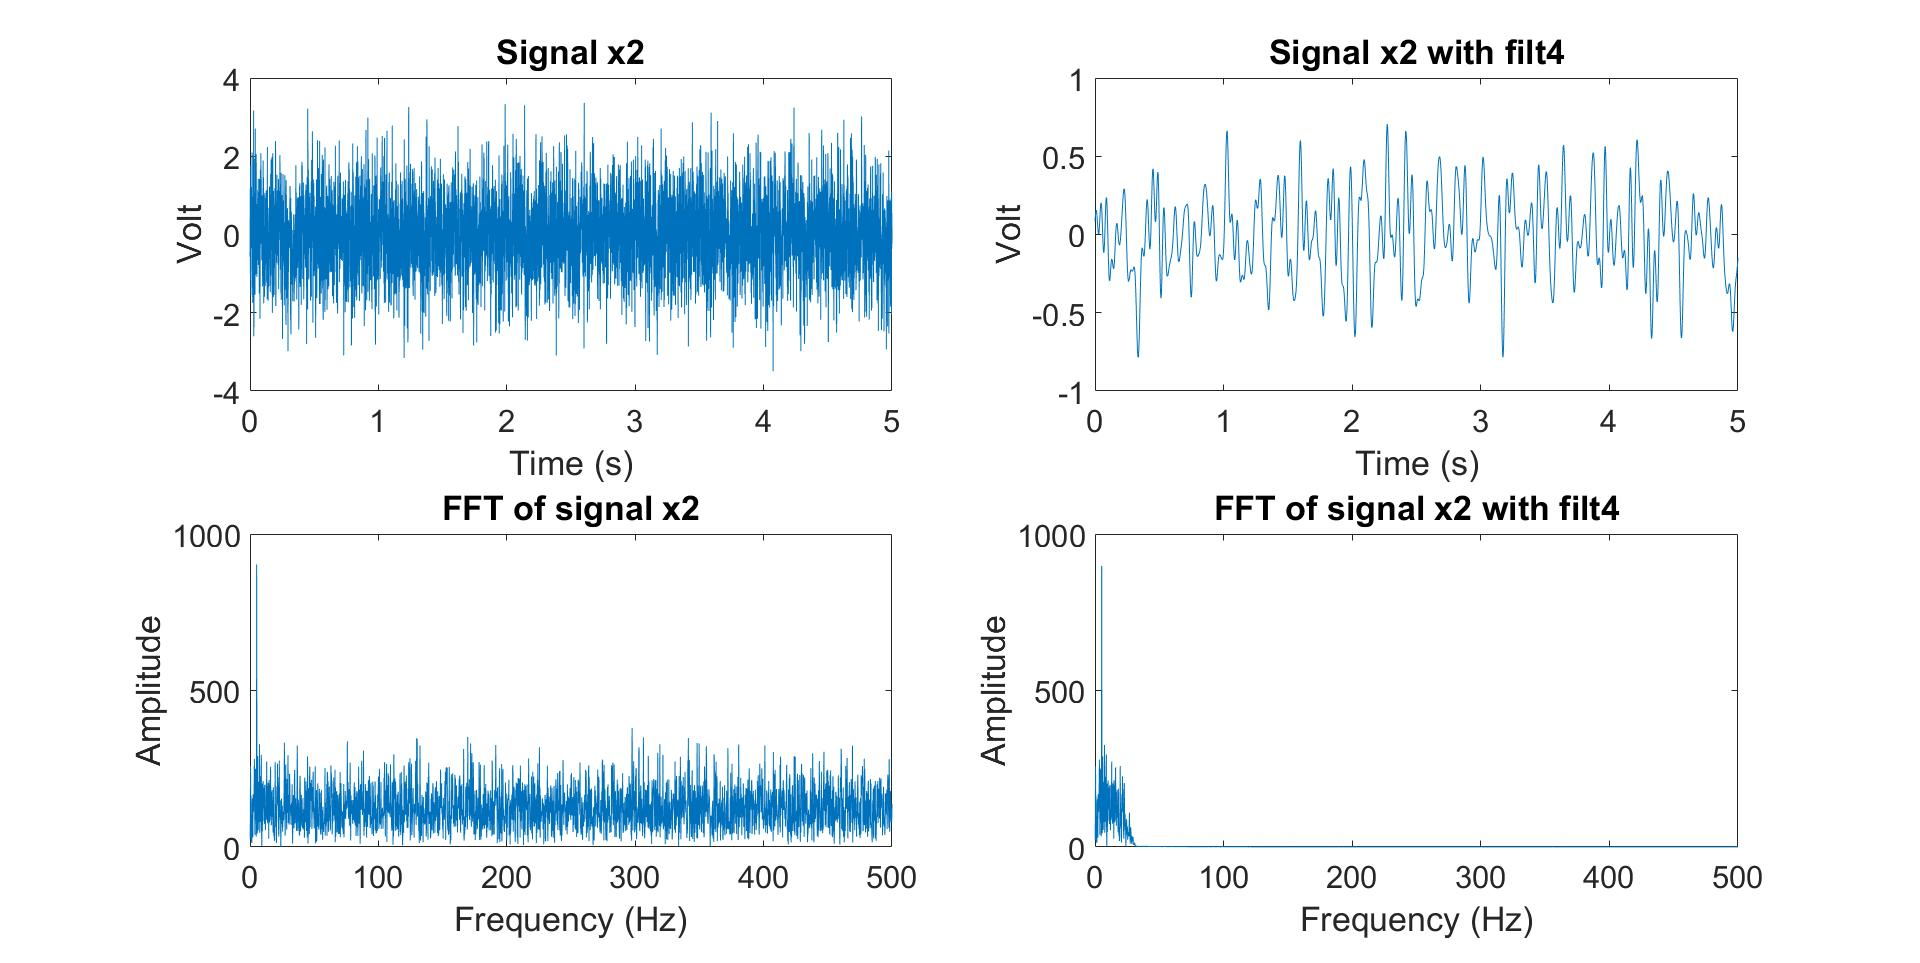 Signal x2
4
2
0
-2
-4
Volt
0 1 2 3 4 5
Time (s)
Signal x2 with filt4
1
0.5
0
-0.5
-1
Volt
0 1 2 3 4 5
Time (s)
FFT of signal x2
1000
500
0
Amplitude
0 100 200 300 400 500
Frequency (Hz)
FFT of signal x2 with filt4
1000
500
0
Amplitude
0 100 200 300 400 500
Frequency (Hz)